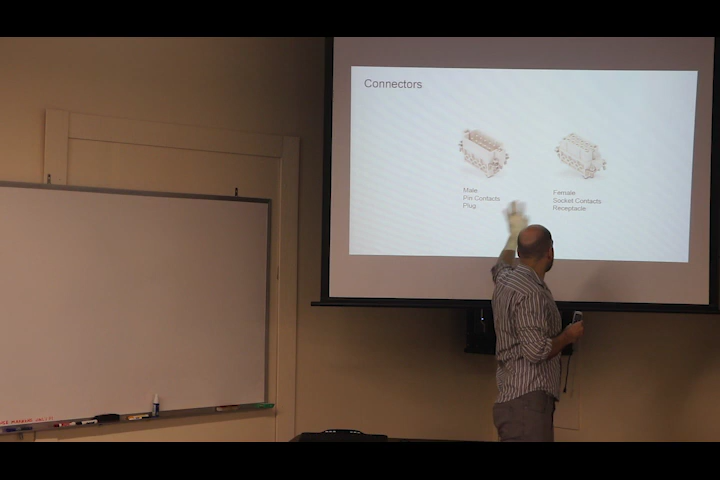 Connectors
Male
Pin Contacts
Plug
Female
Socket Contacts
Receptacle